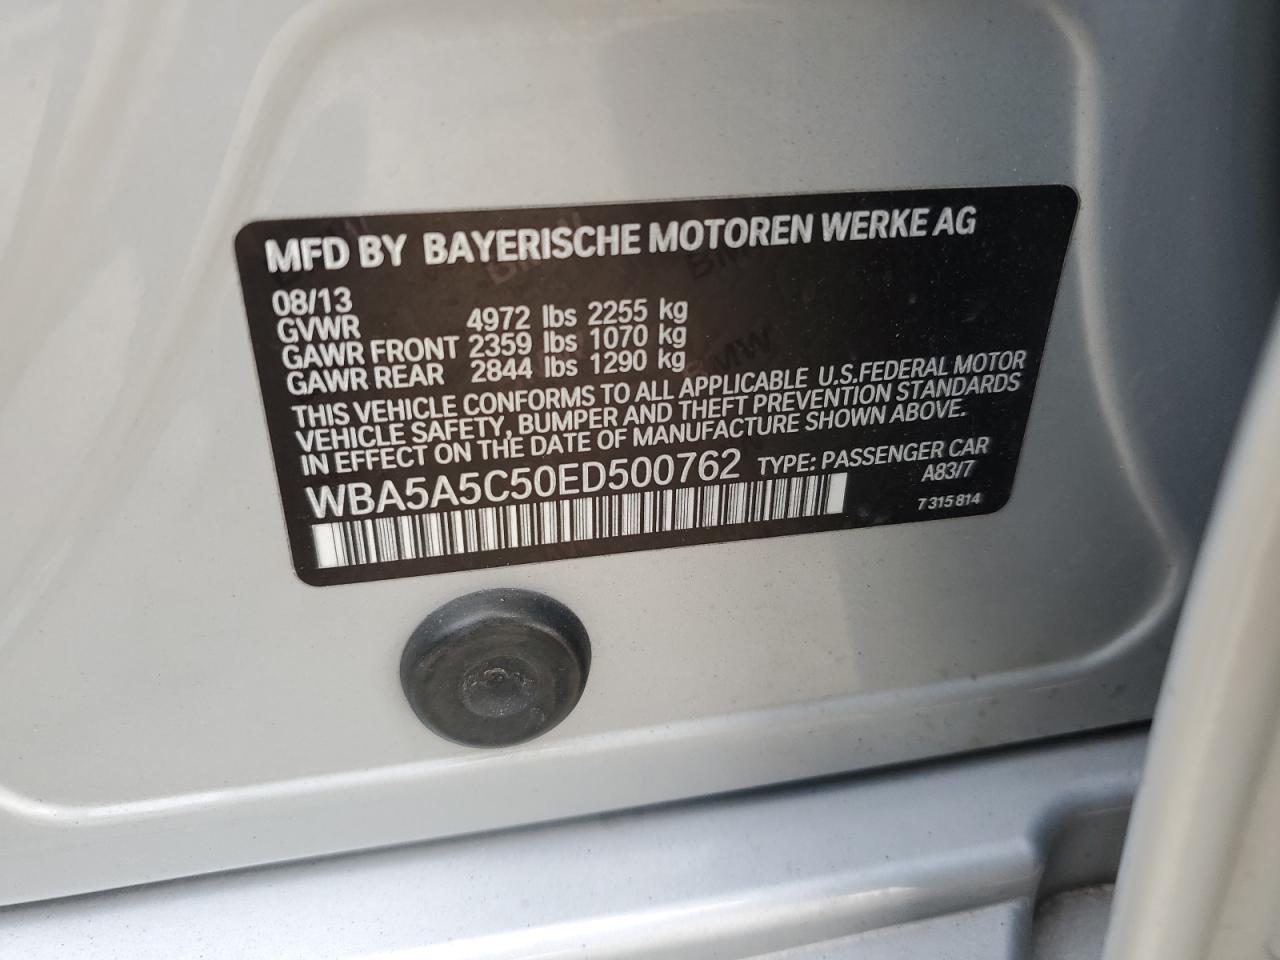 MFD BY BAYERISCHE MOTOREN WERKE AG
08/13
GVWR 4972 lbs 2255 kg
GAWR FRONT 2359 lbs 1070 kg
GAWR REAR 2844 lbs 1290 kg
THIS VEHICLE CONFORMS TO ALL APPLICABLE U.S.FEDERAL MOTOR
VEHICLE SAFETY, BUMPER AND THEFT PREVENTION STANDARDS
IN EFFECT ON THE DATE OF MANUFACTURE SHOWN ABOVE.
WBA5A5C50ED500762 TYPE: PASSENGER CAR
A83/7
7 315 814